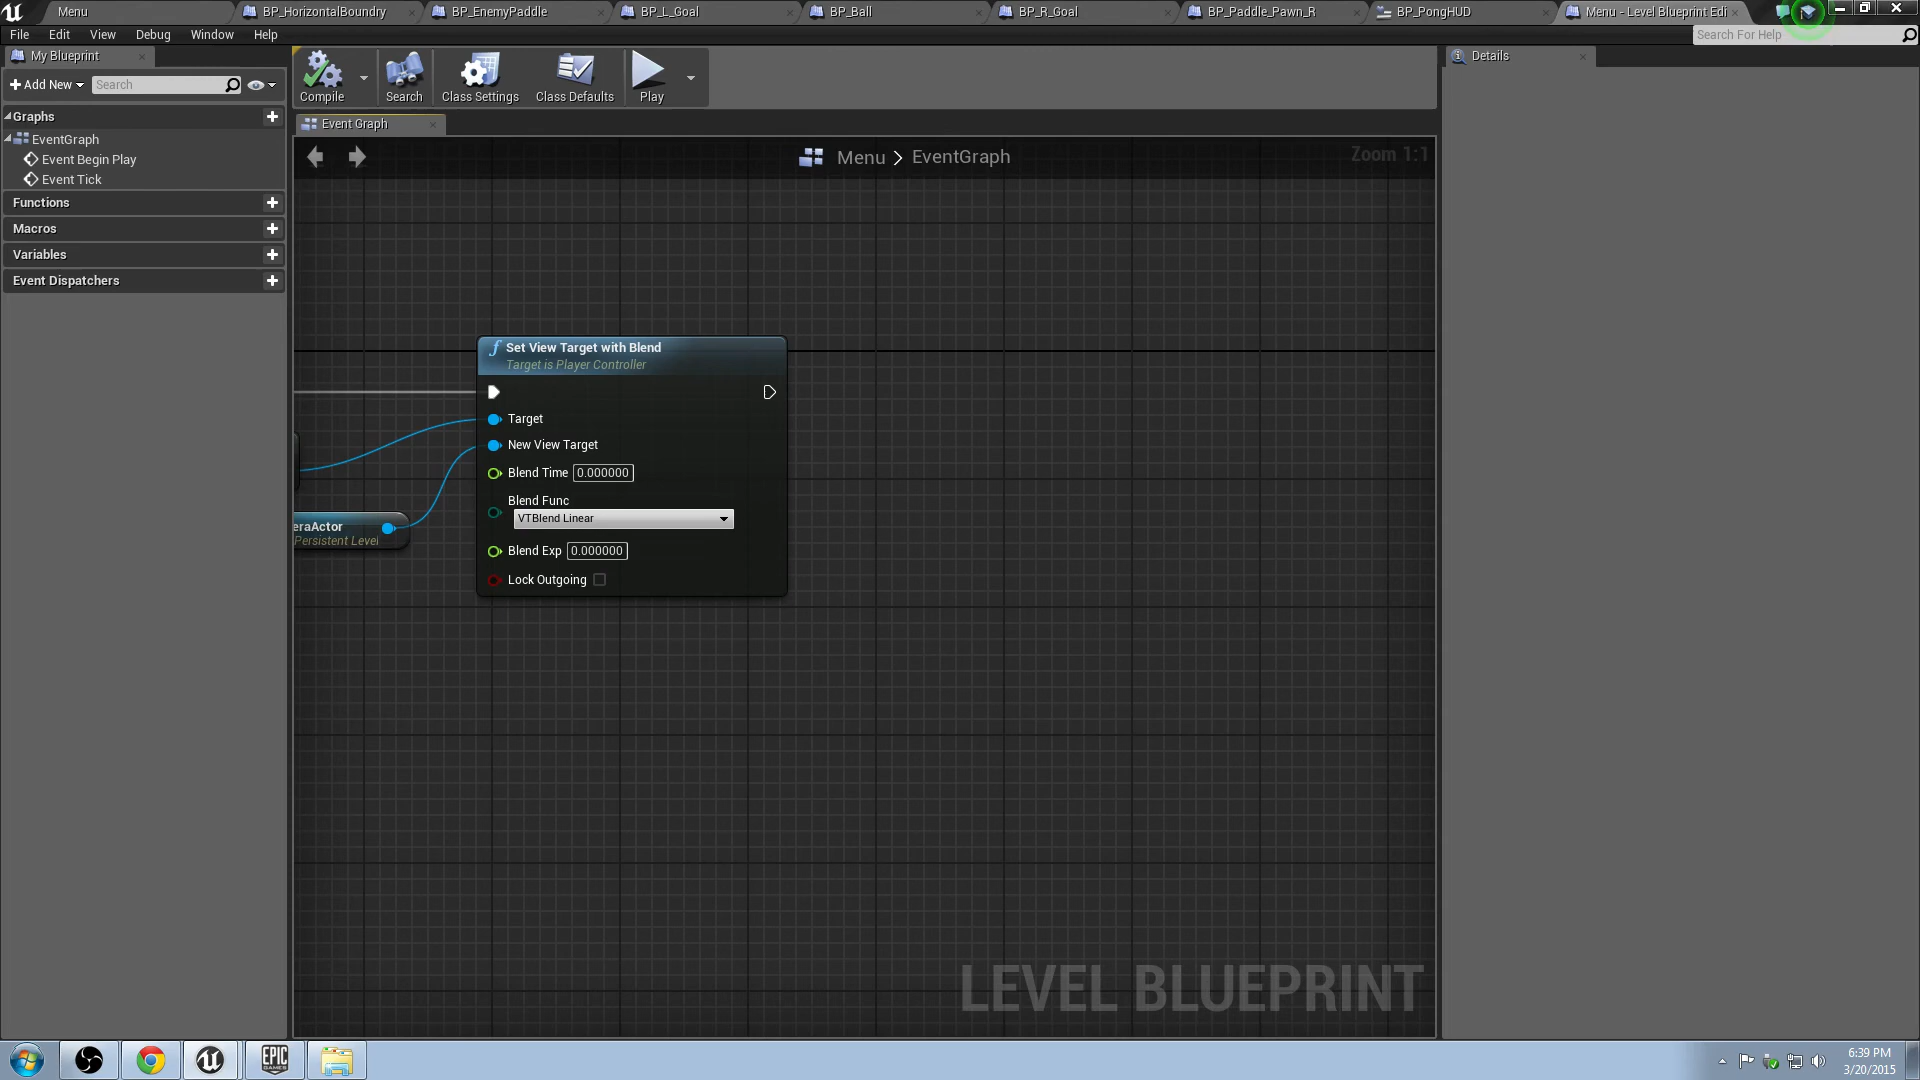 Menu
BP_HorizontalBoundry
BP_EnemyPaddle
BP_L_Goal
BP_Ball
BP_R_Goal
BP_Paddle_Pawn_R
BP_PongHUD
Menu - Level Blueprint Edi
File Edit View Debug Window Help
Search For Help
My Blueprint
Details
Add New
Search
Compile
Search
Class Settings
Class Defaults
Play
Graphs
Event Graph
EventGraph
Event Begin Play
Event Tick
Functions
Macros
Variables
Event Dispatchers
Menu > EventGraph
Zoom 1:1
f Set View Target with Blend
Target is Player Controller
Target
New View Target
Blend Time 0.000000
Blend Func
VTBlend Linear
Blend Exp 0.000000
Lock Outgoing
eraActor
Persistent Level
LEVEL BLUEPRINT
EPIC
GAMES
6:39 PM
3/20/2015